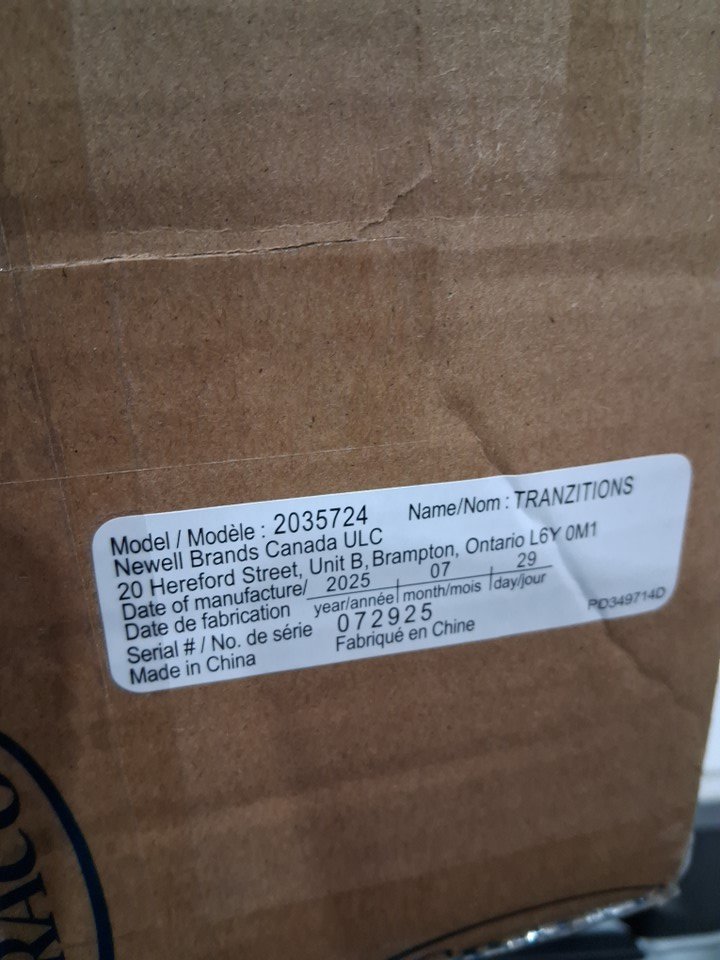 Model / Modèle : 2035724 Name/Nom : TRANZITIONS
Newell Brands Canada ULC
20 Hereford Street, Unit B, Brampton, Ontario L6Y 0M1
Date of manufacture/ 2025 07 29
Date de fabrication year/année month/mois day/jour
Serial # / No. de série 072925
Made in China Fabriqué en Chine
PD349714D
RACO